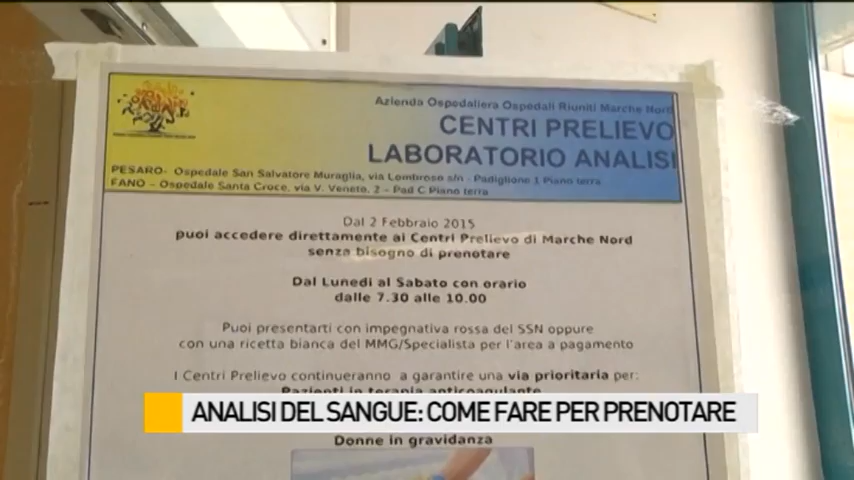 Azienda Ospedaliera Ospedali Riuniti Marche Nord
CENTRI PRELIEVO
LABORATORIO ANALISI
PESARO- Ospedale San Salvatore Muraglia, via Lombroso s/n - Padiglione 1 Piano terra
FANO - Ospedale Santa Croce, via V. Veneto, 2 - Pad C Piano terra
Dal 2 Febbraio 2015
puoi accedere direttamente ai Centri Prelievo di Marche Nord
senza bisogno di prenotare
Dal Lunedì al Sabato con orario
dalle 7.30 alle 10.00
Puoi presentarti con impegnativa rossa del SSN oppure
con una ricetta bianca del MMG/Specialista per l'area a pagamento
I Centri Prelievo continueranno a garantire una via prioritaria per:
Pazienti in terapia anticoagulante
ANALISI DEL SANGUE: COME FARE PER PRENOTARE
Donne in gravidanza